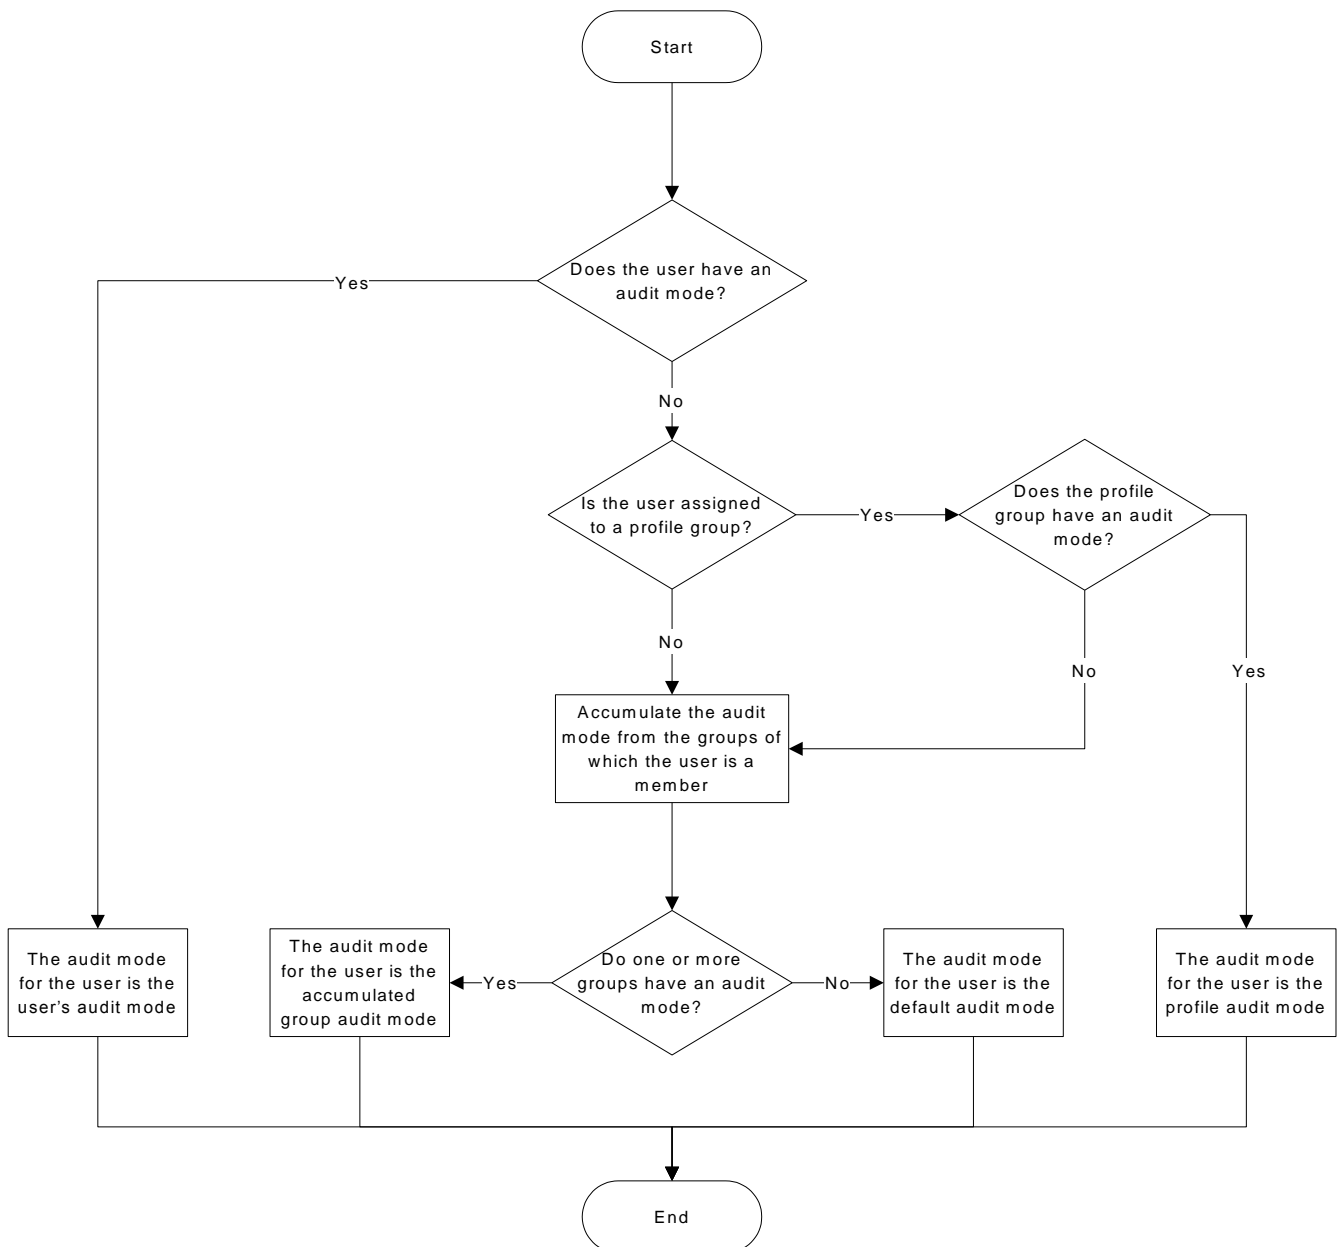 Start
Does the user have an
audit mode?
Yes
No
Is the user assigned
to a profile group?
Yes
Does the profile
group have an audit
mode?
No
No
Yes
Accumulate the audit
mode from the groups of
which the user is a
member
The audit mode
for the user is the
user’s audit mode
The audit mode
for the user is the
accumulated
group audit mode
Yes
Do one or more
groups have an audit
mode?
No
The audit mode
for the user is the
default audit mode
The audit mode
for the user is the
profile audit mode
End